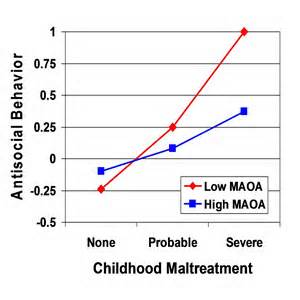 1
0.75
0.5
0.25
0
-0.25
-0.5
Antisocial Behavior
Low MAOA
High MAOA
None Probable Severe
Childhood Maltreatment